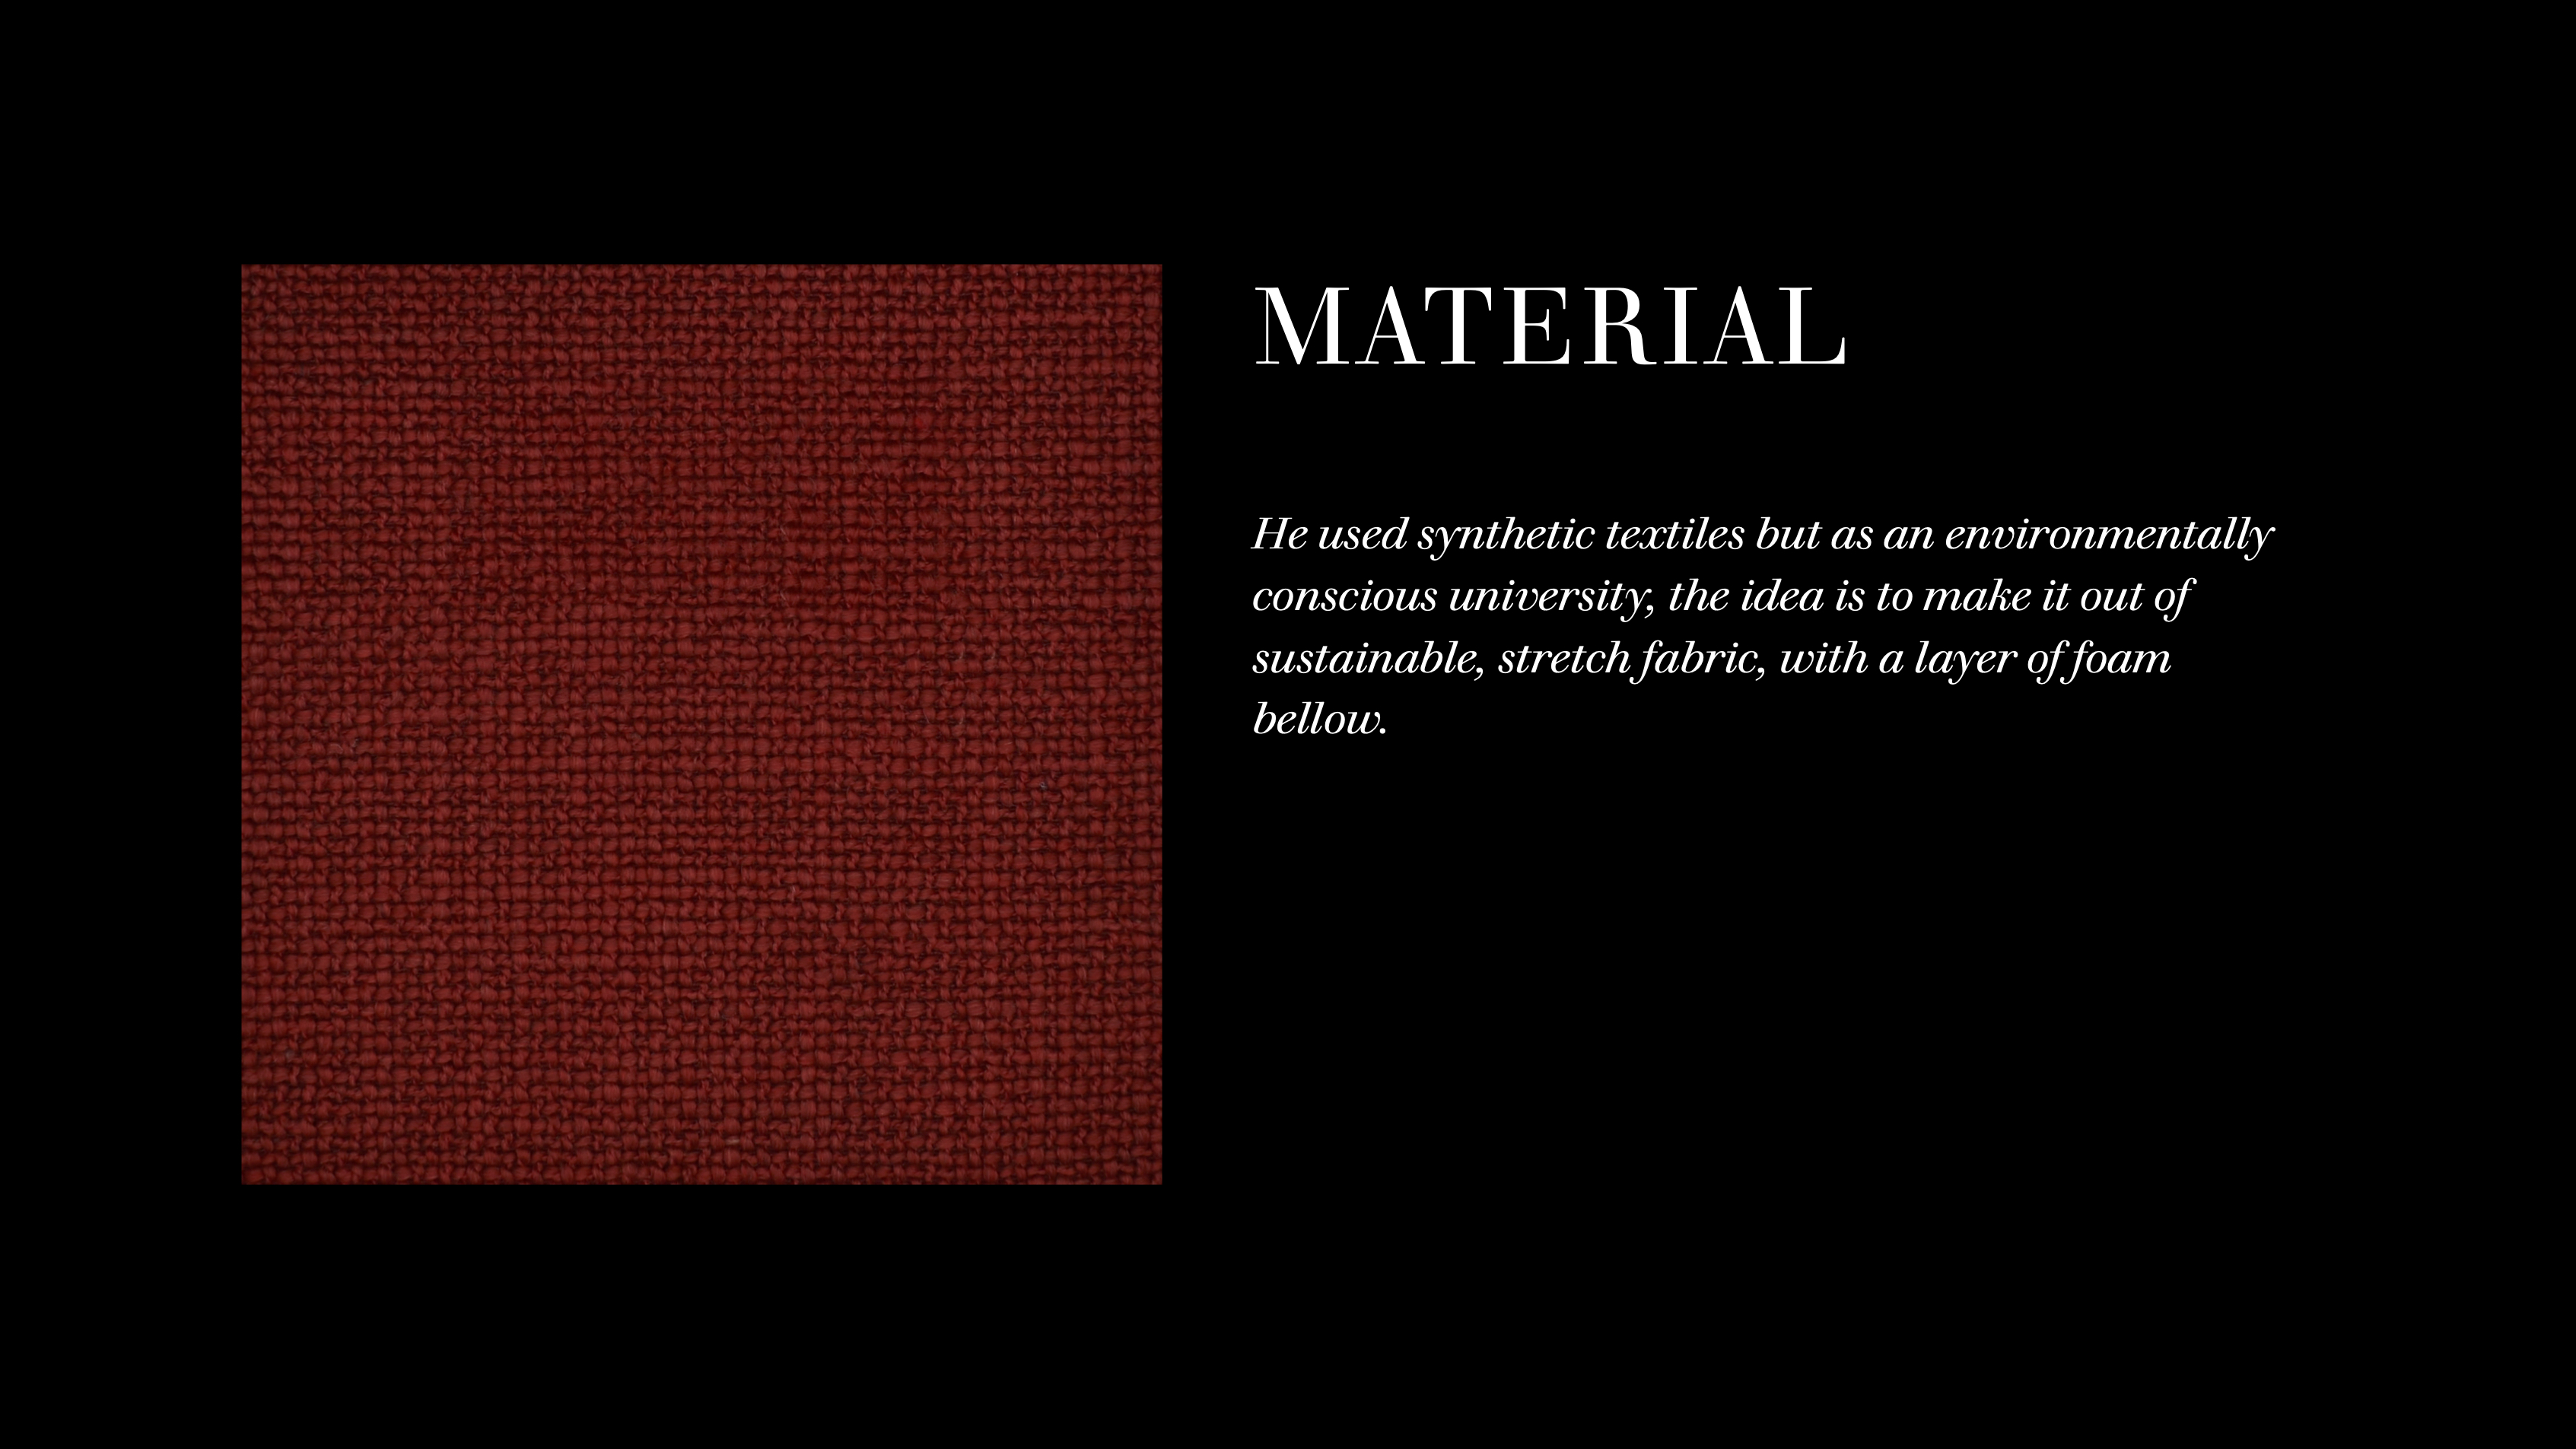 MATERIAL
He used synthetic textiles but as an environmentally
conscious university, the idea is to make it out of
sustainable, stretch fabric, with a layer of foam
bellow.